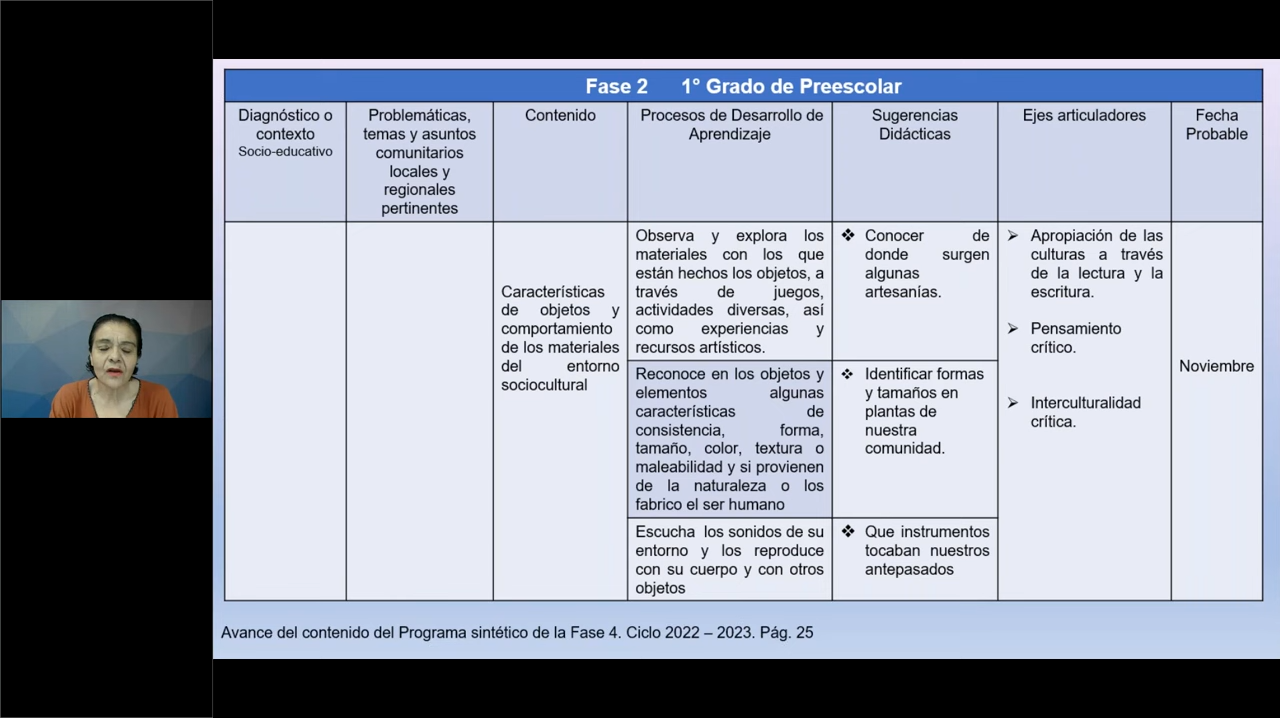 Fase 2 1° Grado de Preescolar
Diagnóstico o
contexto
Socio-educativo
Problemáticas,
temas y asuntos
comunitarios
locales y
regionales
pertinentes
Contenido
Procesos de Desarrollo de
Aprendizaje
Sugerencias
Didácticas
Ejes articuladores
Fecha
Probable
Características
de objetos y
comportamiento
de los materiales
del entorno
sociocultural
Observa y explora los
materiales con los que
están hechos los objetos, a
través de juegos,
actividades diversas, así
como experiencias y
recursos artísticos.
❖ Conocer de
donde surgen
algunas
artesanías.
➢ Apropiación de las
culturas a través
de la lectura y la
escritura.
➢ Pensamiento
crítico.
➢ Interculturalidad
crítica.
Noviembre
Reconoce en los objetos y
elementos algunas
características de
consistencia, forma,
tamaño, color, textura o
maleabilidad y si provienen
de la naturaleza o los
fabrico el ser humano
❖ Identificar formas
y tamaños en
plantas de
nuestra
comunidad.
Escucha los sonidos de su
entorno y los reproduce
con su cuerpo y con otros
objetos
❖ Que instrumentos
tocaban nuestros
antepasados
Avance del contenido del Programa sintético de la Fase 4. Ciclo 2022 – 2023. Pág. 25